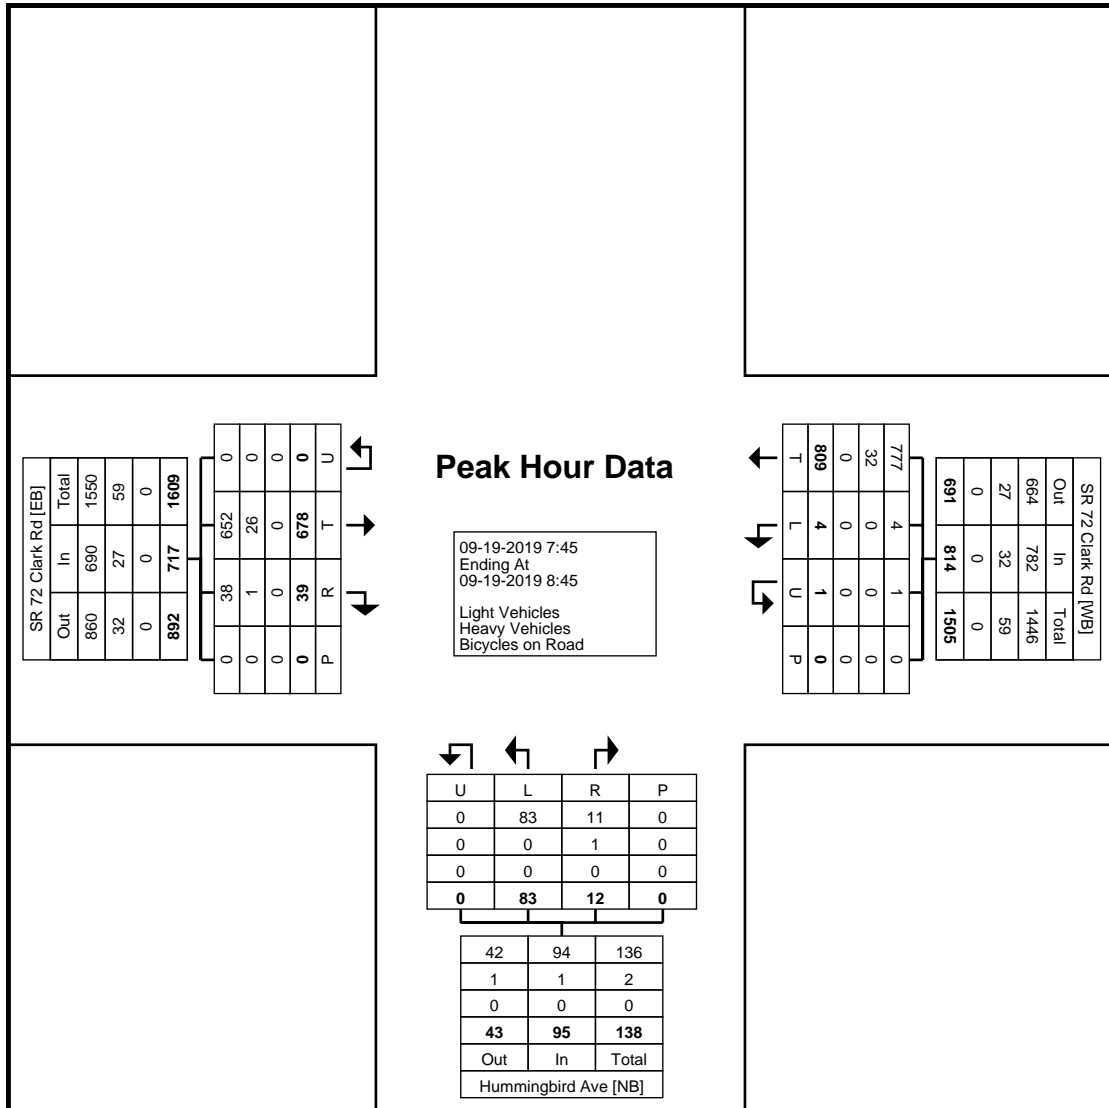 Peak Hour Data
09-19-2019 7:45
Ending At
09-19-2019 8:45
Light Vehicles
Heavy Vehicles
Bicycles on Road
SR 72 Clark Rd [EB]
Total In Out
1550 690 860
59 27 32
0 0 0
1609 717 892
0 652 38 0
0 26 1 0
0 0 0 0
0 678 39 0
U T R P
T L U P
809 4 1 0
0 0 0 0
32 0 0 0
777 4 1 0
691 814 1505
0 0 0
27 32 59
664 782 1446
Out In Total
SR 72 Clark Rd [WB]
U L R P
0 83 11 0
0 0 1 0
0 0 0 0
0 83 12 0
42 94 136
1 1 2
0 0 0
43 95 138
Out In Total
Hummingbird Ave [NB]